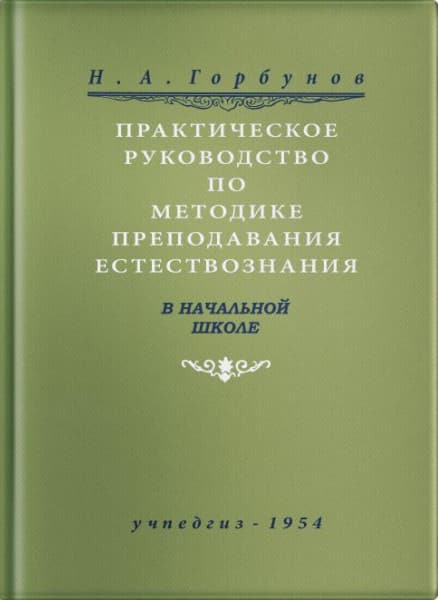 Н. А. Горбунов
ПРАКТИЧЕСКОЕ
РУКОВОДСТВО
ПО
МЕТОДИКЕ
ПРЕПОДАВАНИЯ
ЕСТЕСТВОЗНАНИЯ
В НАЧАЛЬНОЙ
ШКОЛЕ
учпедгиз - 1954